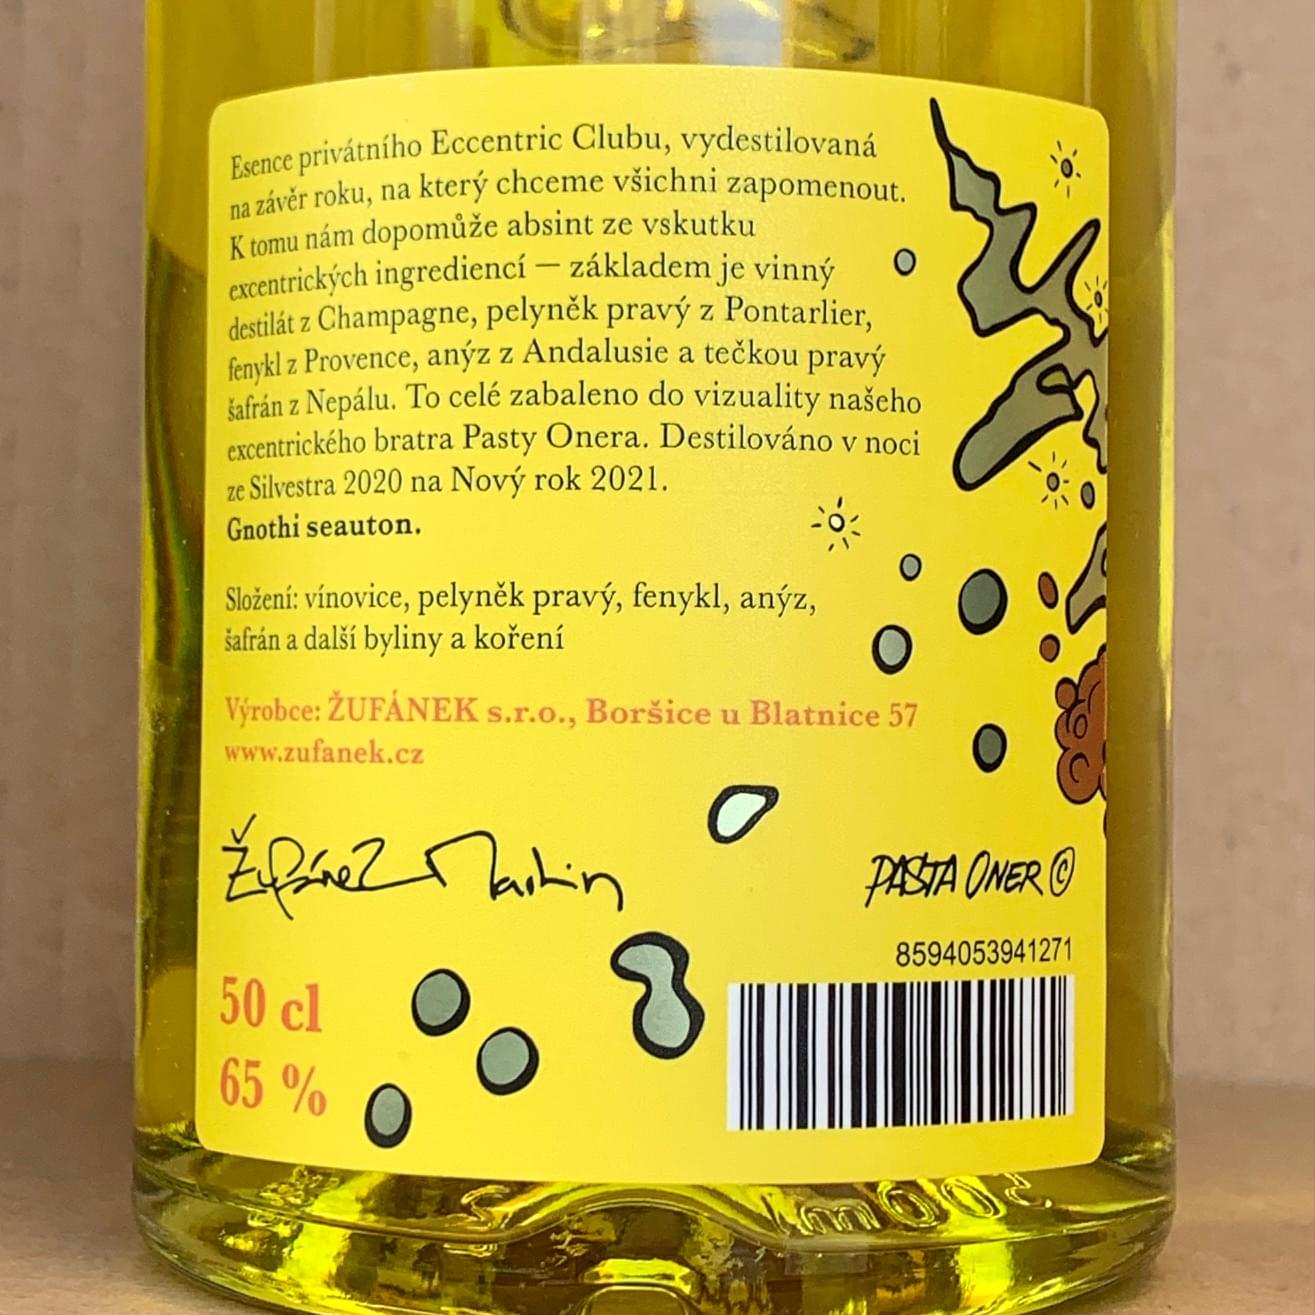 Esence privátního Eccentric Clubu, vydestilovaná
na závěr roku, na který chceme všichni zapomenout.
K tomu nám dopomůže absint ze vskutku
excentrických ingrediencí — základem je vinný
destilát z Champagne, pelyněk pravý z Pontarlier,
fenykl z Provence, anýz z Andalusie a tečkou pravý
šafrán z Nepálu. To celé zabaleno do vizuality našeho
excentrického bratra Pasty Onera. Destilováno v noci
ze Silvestra 2020 na Nový rok 2021.
Gnothi seauton.
Složení: vínovice, pelyněk pravý, fenykl, anýz,
šafrán a další byliny a koření
Výrobce: ŽUFÁNEK s.r.o., Boršice u Blatnice 57
www.zufanek.cz
Žufánek Martin
PASTA ONER ©
8594053941271
50 cl
65 %